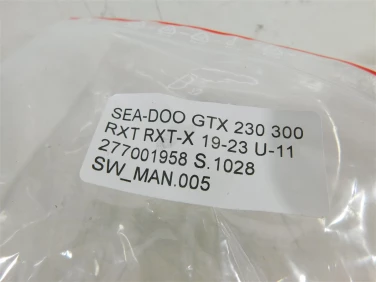 SEA-DOO GTX 230 300
RXT RXT-X 19-23 U-11
277001958 S.1028
SW_MAN.005